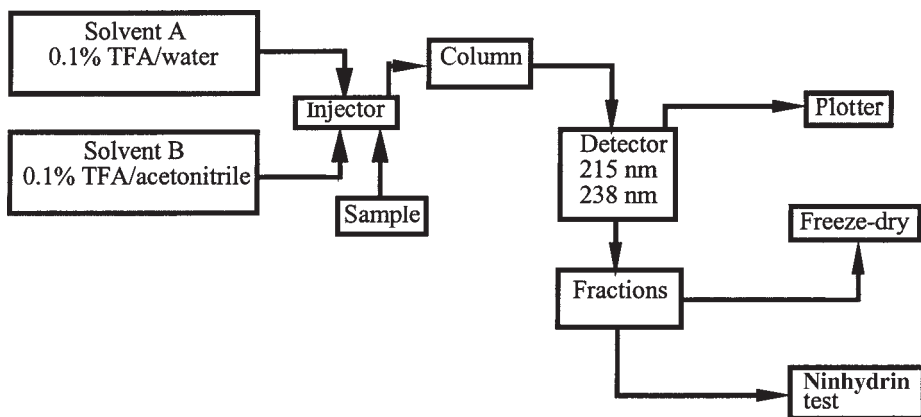 Solvent A
0.1% TFA/water
Column
Injector
Plotter
Solvent B
0.1% TFA/acetonitrile
Detector
215 nm
238 nm
Sample
Freeze-dry
Fractions
Ninhydrin
test